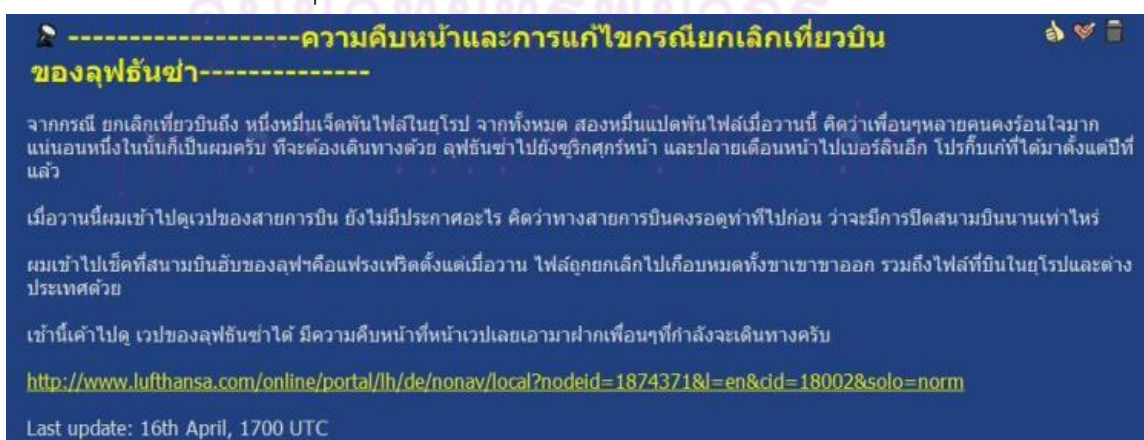 -------------------ความคืบหน้าและการแก้ไขกรณียกเลิกเที่ยวบิน
ของลุฟธันซ่า--------------
จากกรณี ยกเลิกเที่ยวบินถึง หนึ่งหมื่นเจ็ดพันไฟล์ในยุโรป จากทั้งหมด สองหมื่นแปดพันไฟล์เมื่อวานนี้ คิดว่าเพื่อนๆหลายคนคงร้อนใจมาก
แน่นอนหนึ่งในนั้นก็เป็นผมครับ ที่จะต้องเดินทางด้วย ลุฟธันซ่าไปยังซูริกศุกร์หน้า และปลายเดือนหน้าไปเบอร์ลินอีก โปรกิ๊บเก๋ที่ได้มาตั้งแต่ปีที่
แล้ว
เมื่อวานนี้ผมเข้าไปดูเวปของสายการบิน ยังไม่มีประกาศอะไร คิดว่าทางสายการบินคงรอดูท่าทีไปก่อน ว่าจะมีการปิดสนามบินนานเท่าไหร่
ผมเข้าไปเช็คที่สนามบินฮับของลุฟฯคือแฟรงเฟริตตั้งแต่เมื่อวาน ไฟล์ถูกยกเลิกไปเกือบหมดทั้งขาเขาขาออก รวมถึงไฟล์ที่บินในยุโรปและต่าง
ประเทศด้วย
เช้านี้เค้าไปดู เวปของลุฟธันซ่าได้ มีความคืบหน้าที่หน้าเวปเลยเอามาฝากเพื่อนๆที่กำลังจะเดินทางครับ
http://www.lufthansa.com/online/portal/lh/de/nonav/local?nodeid=1874371&l=en&cid=18002&solo=norm
Last update: 16th April, 1700 UTC